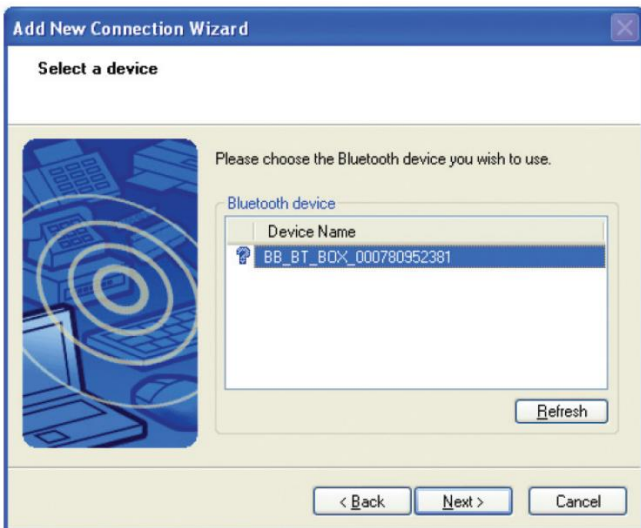 Add New Connection Wizard
Select a device
Please choose the Bluetooth device you wish to use.
Bluetooth device
Device Name
BB_BT_BOX_000780952381
Refresh
< Back
Next >
Cancel